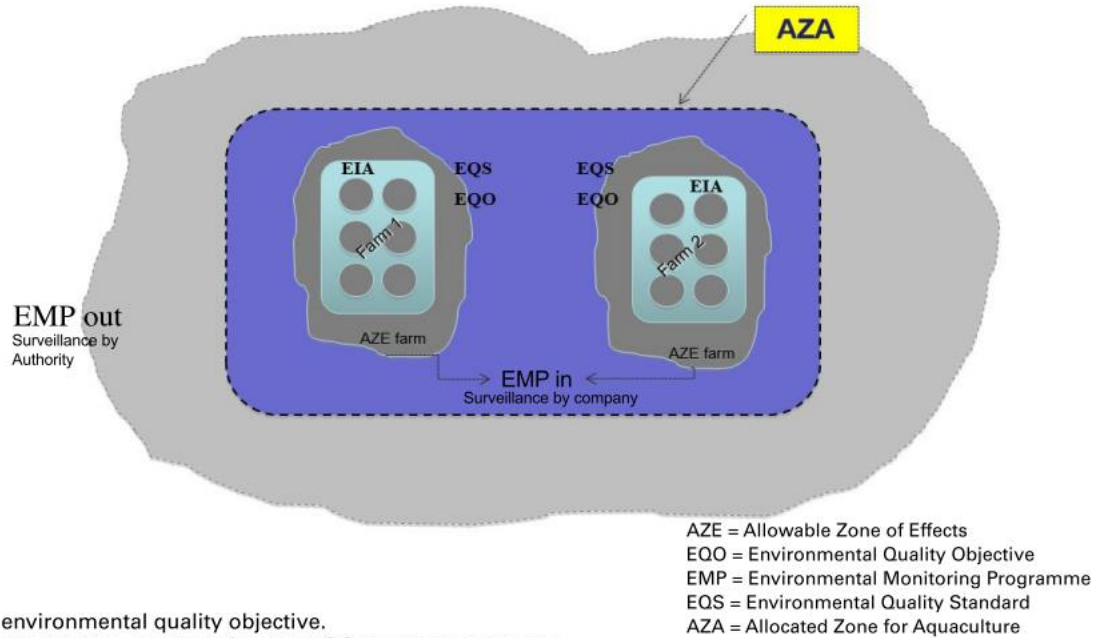 AZA
EIA
EQS
EQO
Farm 1
AZE farm
EQS
EQO
EIA
Farm 2
AZE farm
EMP out
Surveillance by
Authority
EMP in
Surveillance by company
AZE = Allowable Zone of Effects
EQO = Environmental Quality Objective
EMP = Environmental Monitoring Programme
EQS = Environmental Quality Standard
AZA = Allocated Zone for Aquaculture
environmental quality objective.